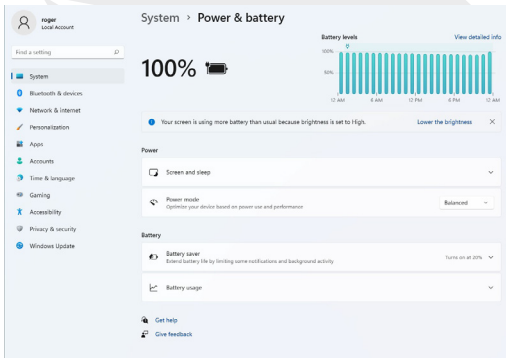 roger
Local Account
Find a setting
System
Bluetooth & devices
Network & internet
Personalization
Apps
Accounts
Time & language
Gaming
Accessibility
Privacy & security
Windows Update
System > Power & battery
Battery levels
View detailed info
100%
100%
50%
12 AM 6 AM 12 PM 6 PM 12 AM
Your screen is using more battery than usual because brightness is set to High.
Lower the brightness
Power
Screen and sleep
Power mode
Optimize your device based on power use and performance
Balanced
Battery
Battery saver
Extend battery life by limiting some notifications and background activity
Turns on at 20%
Battery usage
Get help
Give feedback